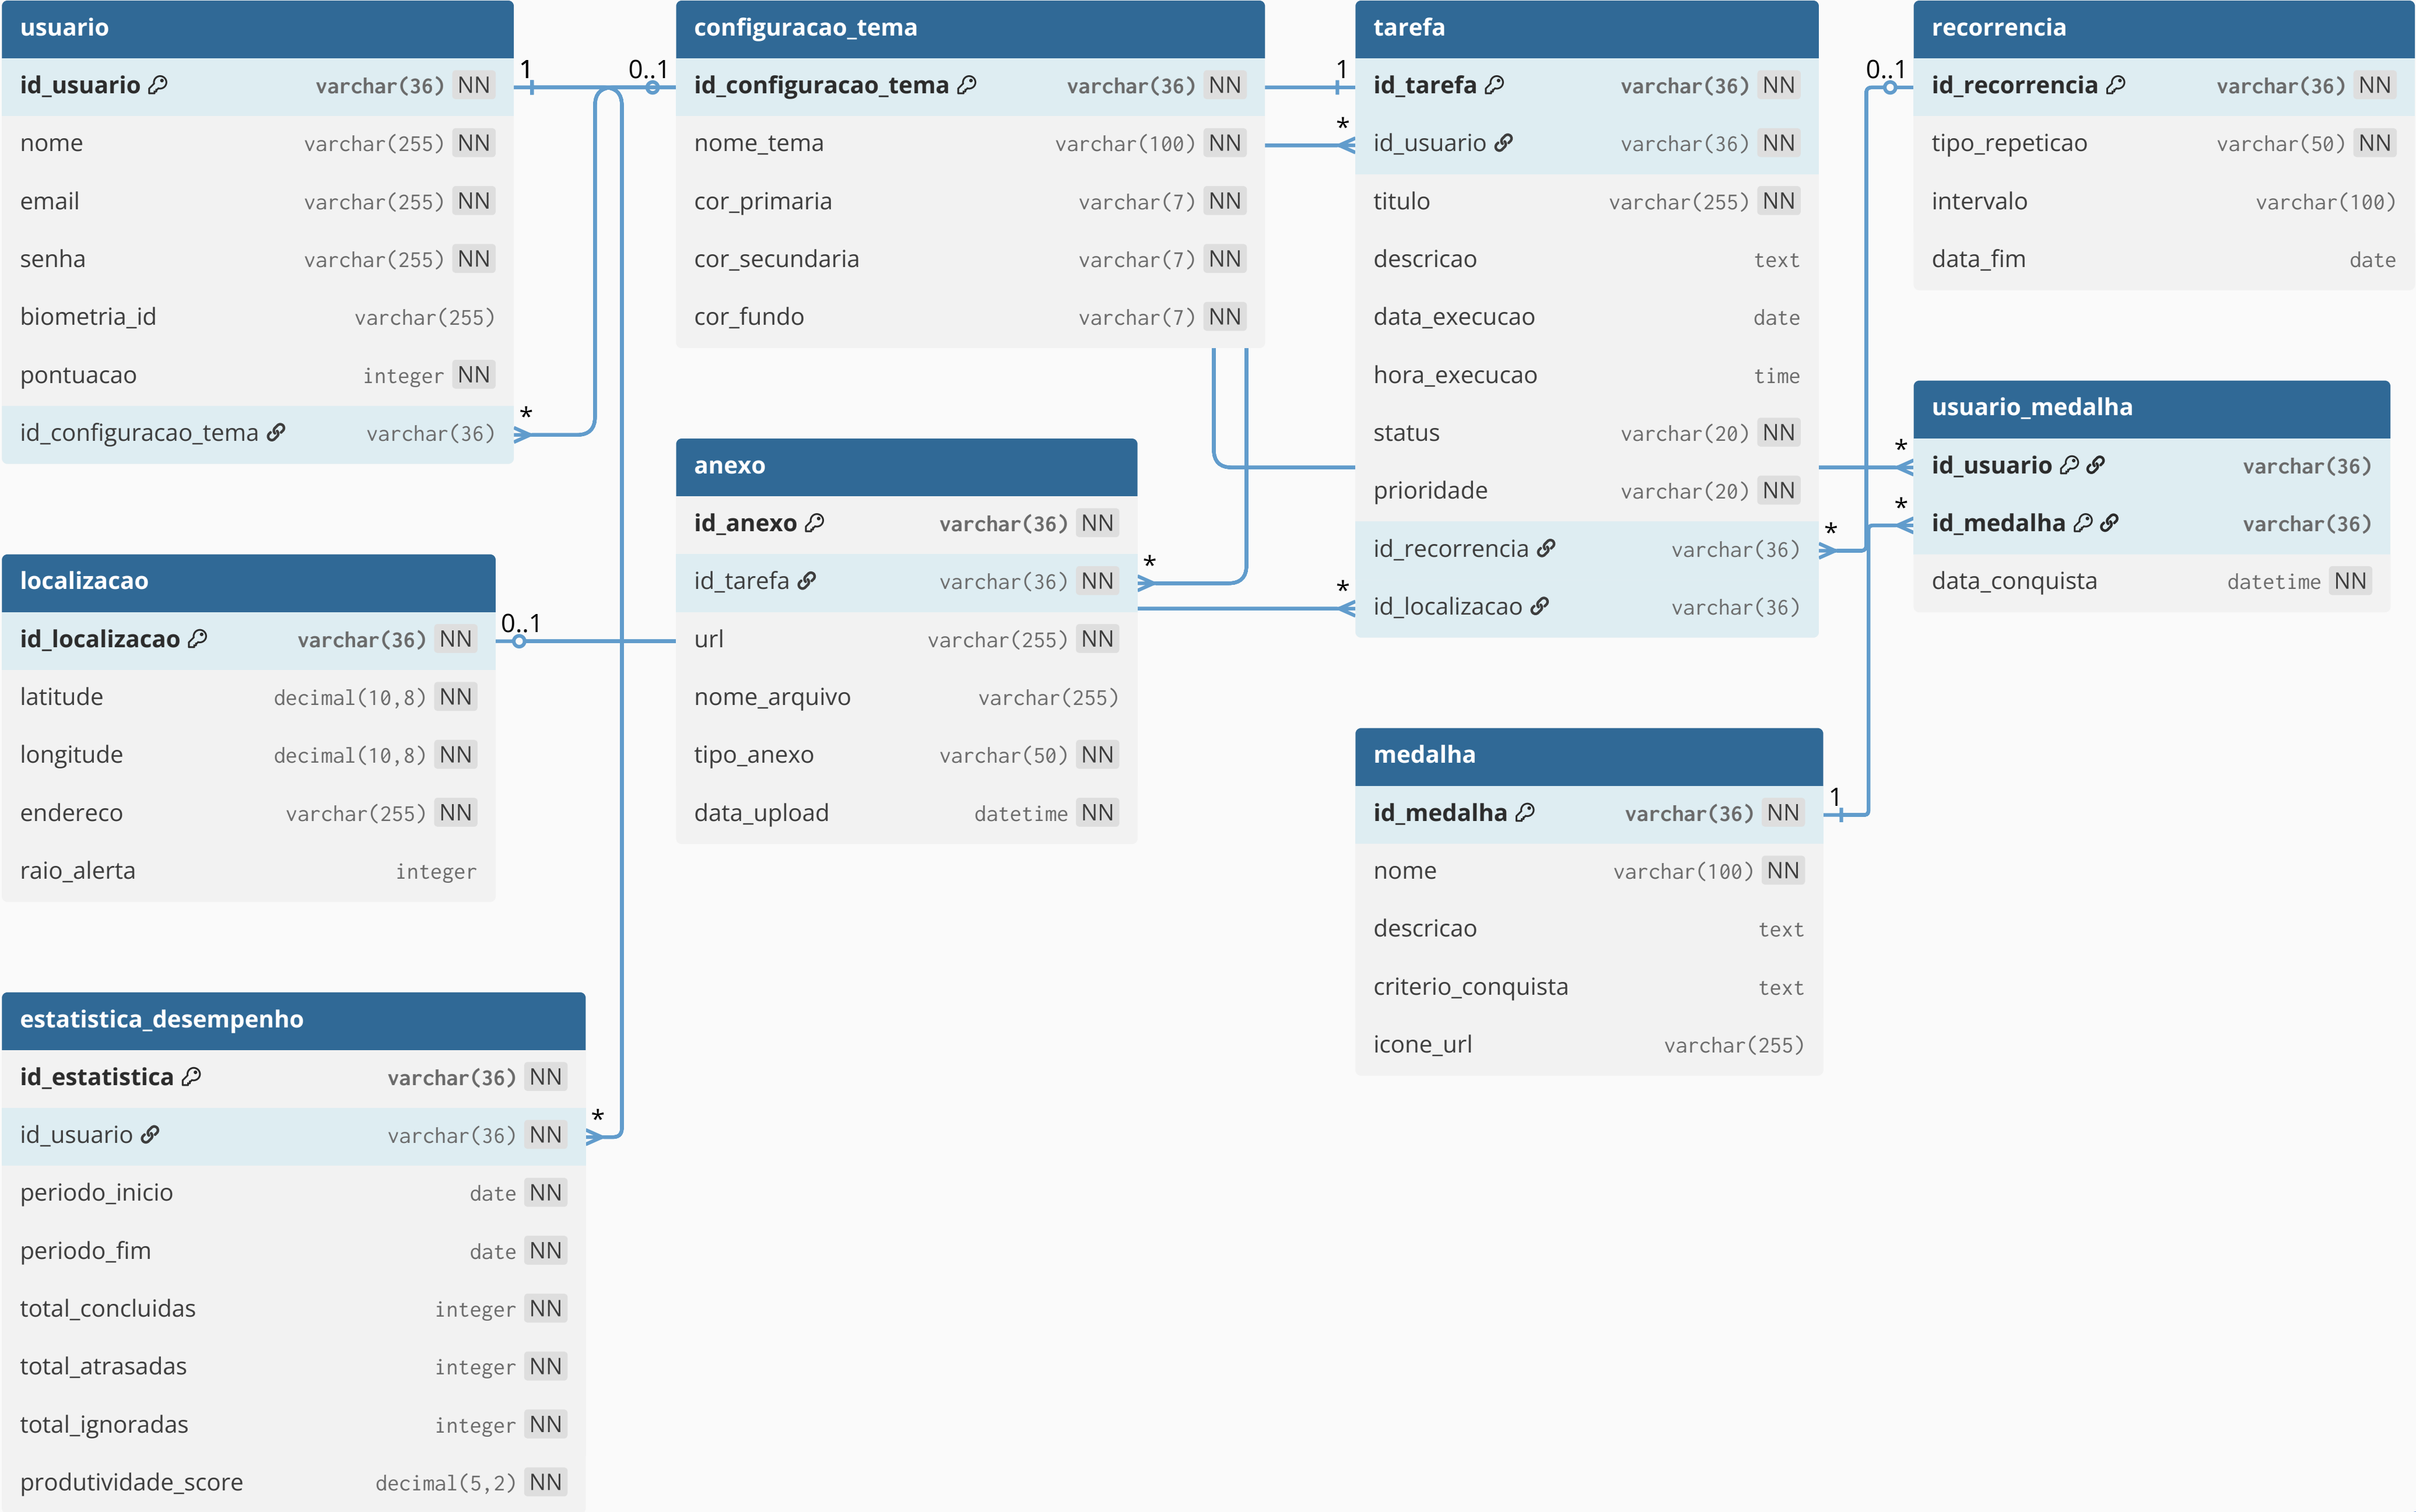 usuario
id_usuario varchar(36) NN
nome varchar(255) NN
email varchar(255) NN
senha varchar(255) NN
biometria_id varchar(255)
pontuacao integer NN
id_configuracao_tema varchar(36)
1
*
0..1
configuracao_tema
id_configuracao_tema varchar(36) NN
nome_tema varchar(100) NN
cor_primaria varchar(7) NN
cor_secundaria varchar(7) NN
cor_fundo varchar(7) NN
1
*
tarefa
id_tarefa varchar(36) NN
id_usuario varchar(36) NN
titulo varchar(255) NN
descricao text
data_execucao date
hora_execucao time
status varchar(20) NN
prioridade varchar(20) NN
id_recorrencia varchar(36)
id_localizacao varchar(36)
*
*
0..1
recorrencia
id_recorrencia varchar(36) NN
tipo_repeticao varchar(50) NN
intervalo varchar(100)
data_fim date
usuario_medalha
* id_usuario varchar(36)
* id_medalha varchar(36)
data_conquista datetime NN
anexo
id_anexo varchar(36) NN
id_tarefa varchar(36) NN *
url varchar(255) NN
nome_arquivo varchar(255)
tipo_anexo varchar(50) NN
data_upload datetime NN
localizacao
id_localizacao varchar(36) NN 0..1
latitude decimal(10,8) NN
longitude decimal(10,8) NN
endereco varchar(255) NN
raio_alerta integer
medalha
id_medalha varchar(36) NN 1
nome varchar(100) NN
descricao text
criterio_conquista text
icone_url varchar(255)
estatistica_desempenho
id_estatistica varchar(36) NN
id_usuario varchar(36) NN *
periodo_inicio date NN
periodo_fim date NN
total_concluidas integer NN
total_atrasadas integer NN
total_ignoradas integer NN
produtividade_score decimal(5,2) NN